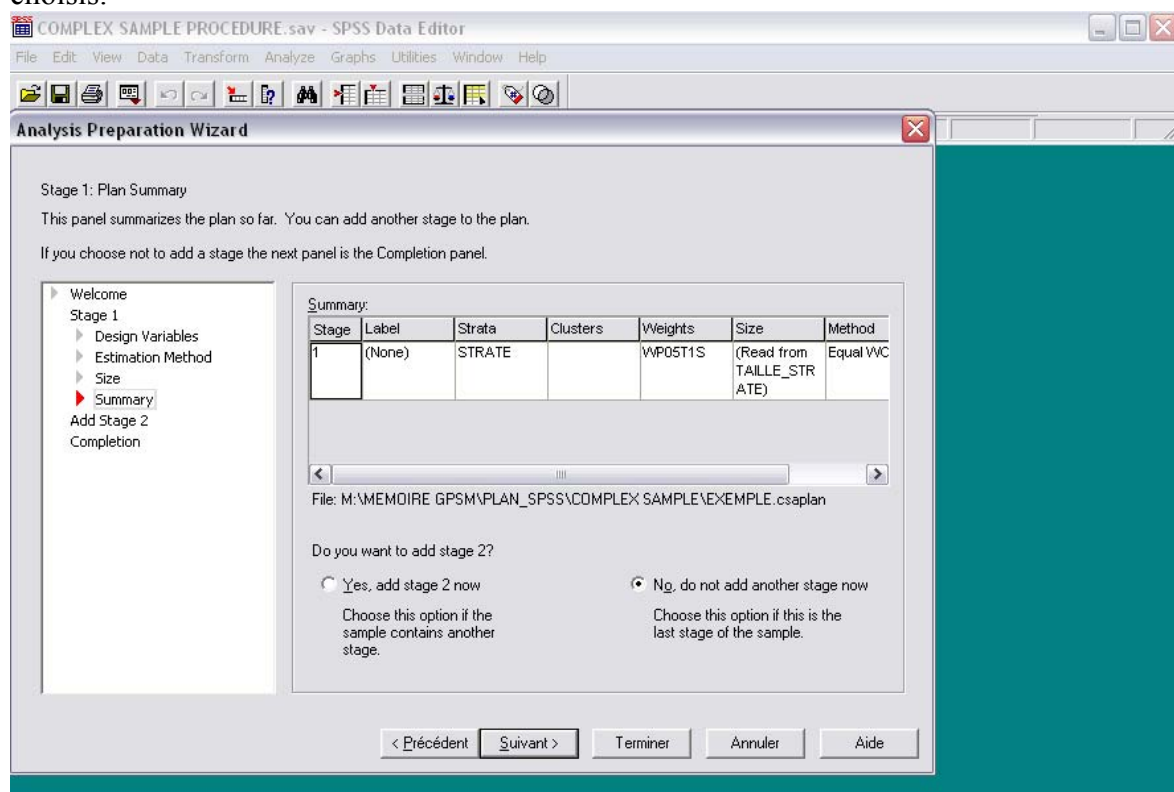 choisis.
COMPLEX SAMPLE PROCEDURE.sav - SPSS Data Editor
File Edit View Data Transform Analyze Graphs Utilities Window Help
Analysis Preparation Wizard
Stage 1: Plan Summary
This panel summarizes the plan so far. You can add another stage to the plan.
If you choose not to add a stage the next panel is the Completion panel.
Welcome
Stage 1
Design Variables
Estimation Method
Size
Summary
Add Stage 2
Completion
Summary:
Stage Label Strata Clusters Weights Size Method
1 (None) STRATE WP05T1S (Read from Equal WO
TAILLE_STR
ATE)
File: M:\MEMOIRE GPSM\PLAN_SPSS\COMPLEX SAMPLE\EXEMPLE.csaplan
Do you want to add stage 2?
Yes, add stage 2 now
Choose this option if the
sample contains another
stage.
No, do not add another stage now
Choose this option if this is the
last stage of the sample.
< Précédent Suivant > Terminer Annuler Aide